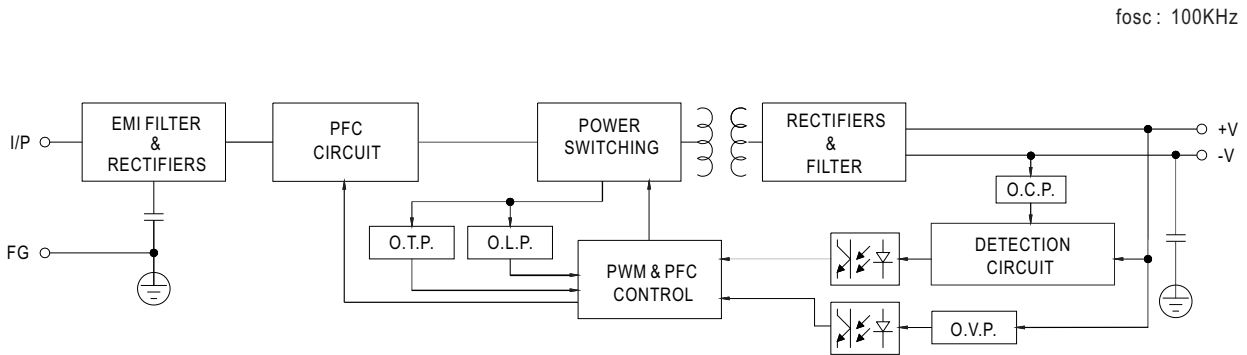 fosc : 100KHz
I/P
EMI FILTER
&
RECTIFIERS
PFC
CIRCUIT
POWER
SWITCHING
RECTIFIERS
&
FILTER
+V
-V
O.C.P.
FG
O.T.P.
O.L.P.
PWM & PFC
CONTROL
DETECTION
CIRCUIT
O.V.P.